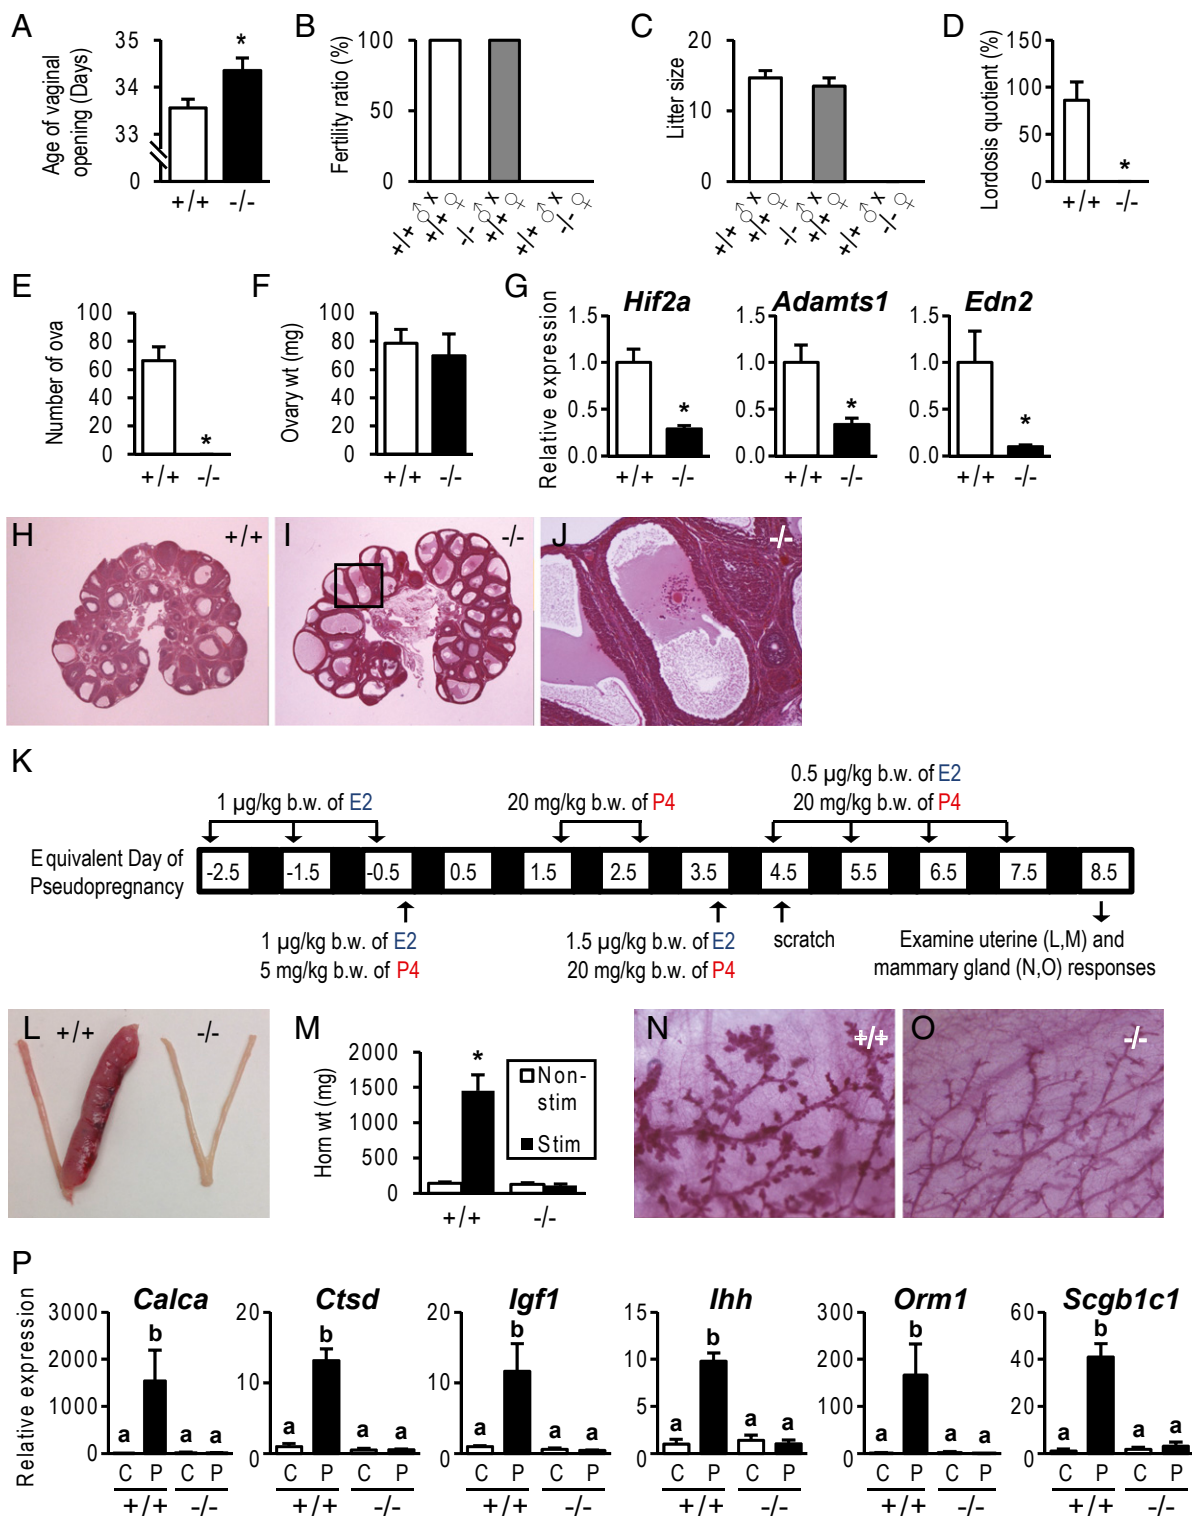 A
Age of vaginal
opening (Days)
35
34
33
0
*
+/+
-/-
B
Fertility ratio (%)
100
50
0
+/+ ♂ x
+/+ ♀
-/- ♂ x
+/+ ♀
+/+ ♂ x
-/- ♀
C
Litter size
20
10
0
+/+ ♂ x
+/+ ♀
-/- ♂ x
+/+ ♀
+/+ ♂ x
-/- ♀
D
Lordosis quotient (%)
150
100
50
0
*
+/+
-/-
E
Number of ova
100
80
60
40
20
0
*
+/+
-/-
F
Ovary wt (mg)
100
80
60
40
20
0
+/+
-/-
G
Relative expression
Hif2a
1.5
1.0
0.5
0.0
*
+/+
-/-
Adamts1
1.5
1.0
0.5
0.0
*
+/+
-/-
Edn2
1.5
1.0
0.5
0.0
*
+/+
-/-
H
+/+
I
-/-
J
-/-
K
1 µg/kg b.w. of E2
20 mg/kg b.w. of P4
0.5 µg/kg b.w. of E2
20 mg/kg b.w. of P4
Equivalent Day of
Pseudopregnancy
-2.5 -1.5 -0.5 0.5 1.5 2.5 3.5 4.5 5.5 6.5 7.5 8.5
1 µg/kg b.w. of E2
5 mg/kg b.w. of P4
1.5 µg/kg b.w. of E2
20 mg/kg b.w. of P4
scratch
Examine uterine (L,M) and
mammary gland (N,O) responses
L
+/+
-/-
M
Horn wt (mg)
2000
1500
1000
500
0
*
Non-
stim
Stim
+/+
-/-
N
+/+
O
-/-
P
Relative expression
Calca
3000
2000
1000
0
a b a a
C P C P
+/+ -/-
Ctsd
20
10
0
a b a a
C P C P
+/+ -/-
Igf1
20
10
0
a b a a
C P C P
+/+ -/-
Ihh
15
10
5
0
a b a a
C P C P
+/+ -/-
Orm1
300
200
100
0
a b a a
C P C P
+/+ -/-
Scgb1c1
60
40
20
0
a b a a
C P C P
+/+ -/-